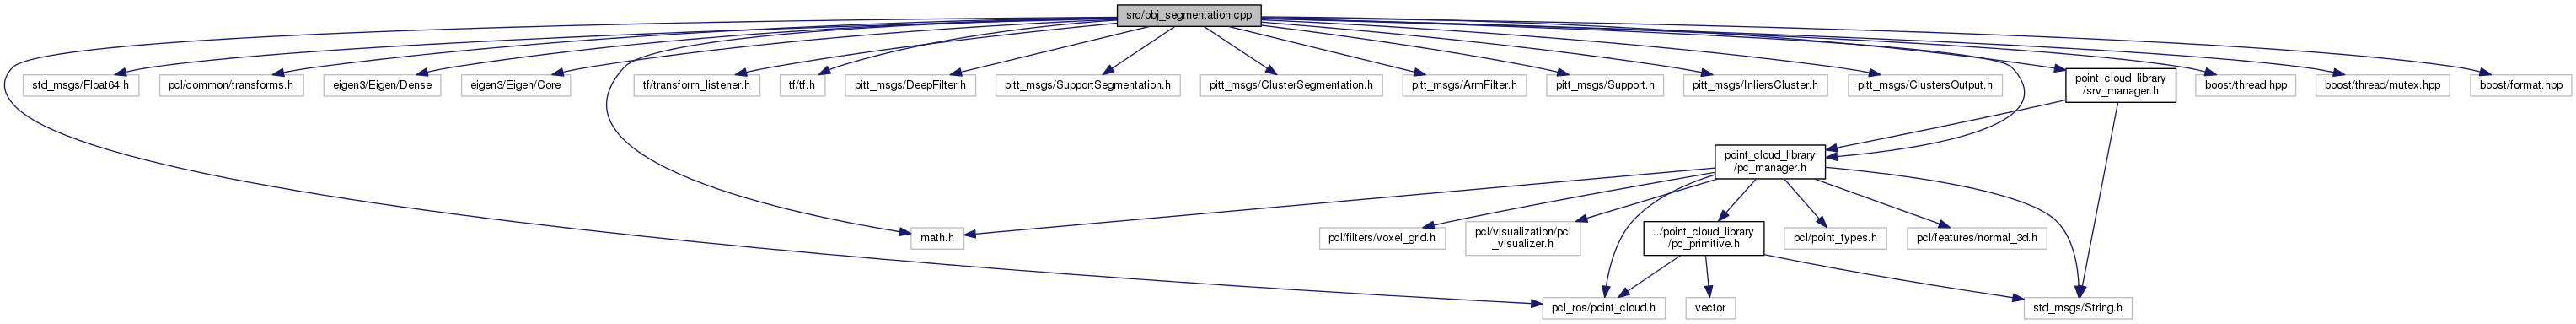 src/obj_segmentation.cpp
std_msgs/Float64.h
pcl/common/transforms.h
eigen3/Eigen/Dense
eigen3/Eigen/Core
tf/transform_listener.h
tf/tf.h
pitt_msgs/DeepFilter.h
pitt_msgs/SupportSegmentation.h
pitt_msgs/ClusterSegmentation.h
pitt_msgs/ArmFilter.h
pitt_msgs/Support.h
pitt_msgs/InliersCluster.h
pitt_msgs/ClustersOutput.h
point_cloud_library
/srv_manager.h
boost/thread.hpp
boost/thread/mutex.hpp
boost/format.hpp
point_cloud_library
/pc_manager.h
math.h
pcl/filters/voxel_grid.h
pcl/visualization/pcl
_visualizer.h
../point_cloud_library
/pc_primitive.h
pcl/point_types.h
pcl/features/normal_3d.h
pcl_ros/point_cloud.h
vector
std_msgs/String.h